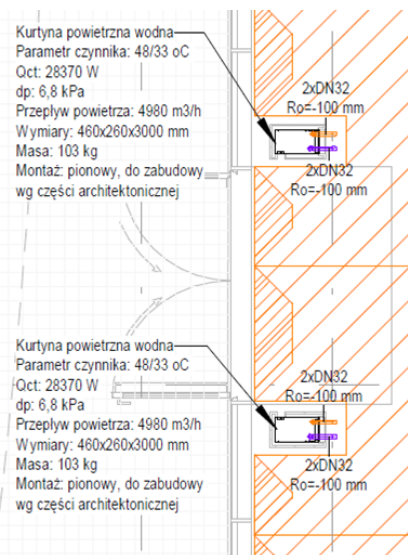 Kurtyna powietrzna wodna
Parametr czynnika: 48/33 oC
Qct: 28370 W
dp: 6,8 kPa
Przepływ powietrza: 4980 m3/h
Wymiary: 460x260x3000 mm
Masa: 103 kg
Montaż: pionowy, do zabudowy
wg części architektonicznej
2xDN32
Ro=-100 mm
2xDN32
Ro=-100 mm
Kurtyna powietrzna wodna
Parametr czynnika: 48/33 oC
Qct: 28370 W
dp: 6,8 kPa
Przepływ powietrza: 4980 m3/h
Wymiary: 460x260x3000 mm
Masa: 103 kg
Montaż: pionowy, do zabudowy
wg części architektonicznej
2xDN32
Ro=-100 mm
2xDN32
Ro=-100 mm